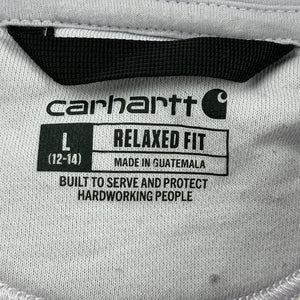 carhartt
L
(12-14)
RELAXED FIT
MADE IN GUATEMALA
BUILT TO SERVE AND PROTECT
HARDWORKING PEOPLE